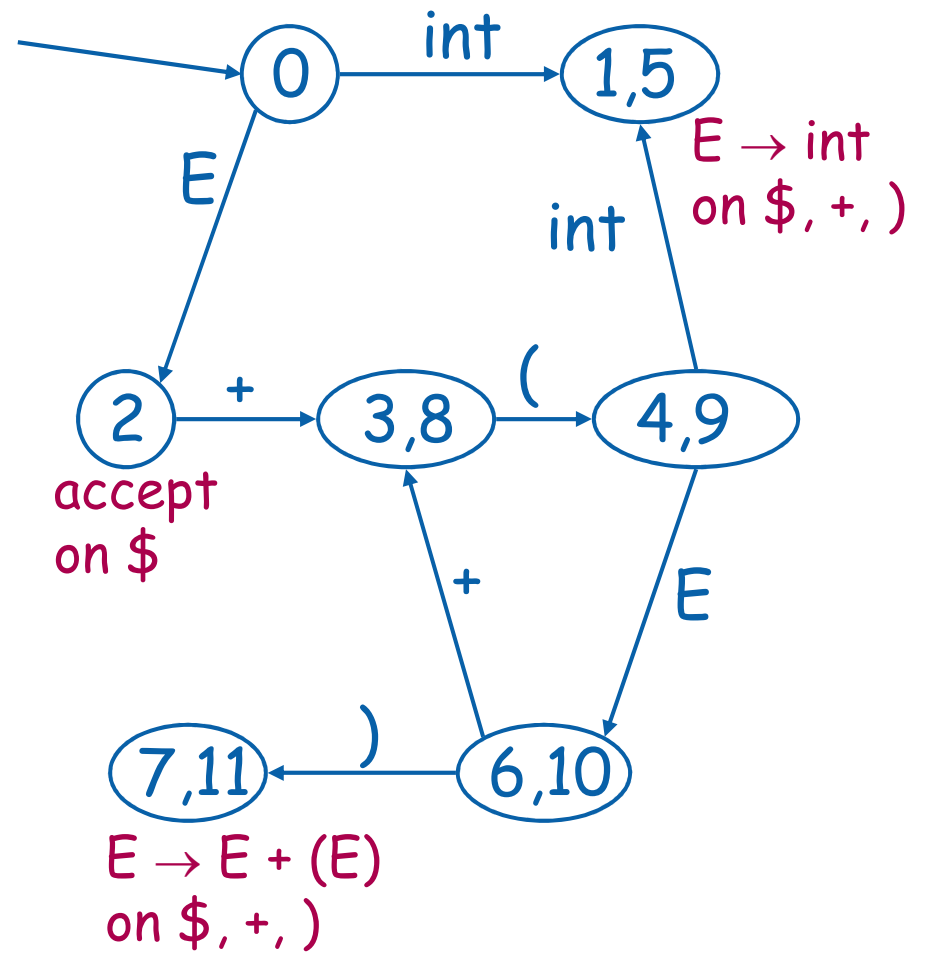 int
0
1,5
E → int
on $, +, )
E
int
(
+
2
3,8
4,9
accept
on $
+
E
)
7,11
6,10
E → E + (E)
on $, +, )